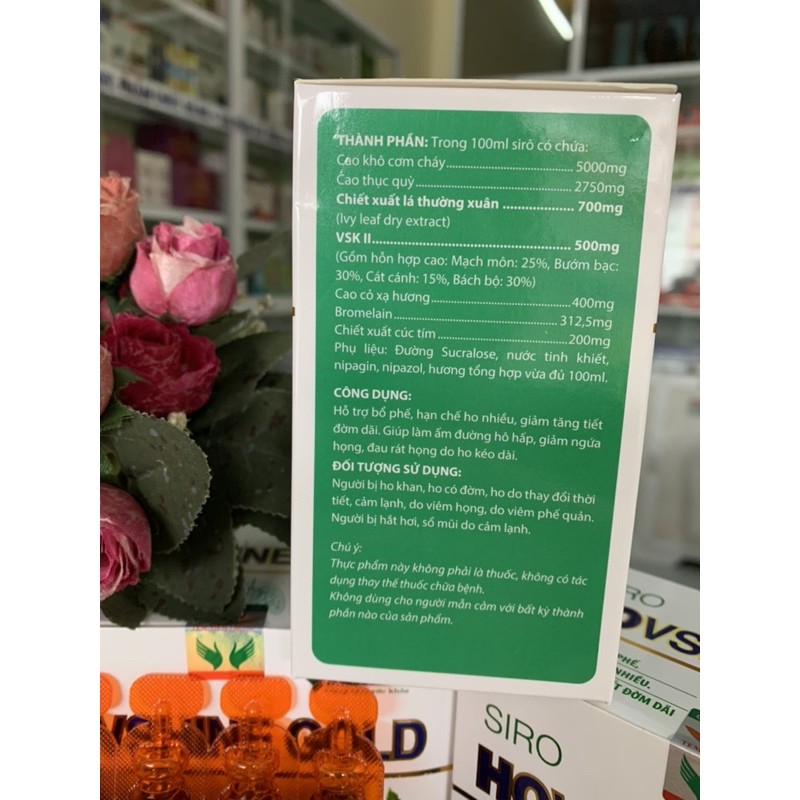 THÀNH PHẦN: Trong 100ml sirô có chứa:
Cao khô cơm cháy........................................ 5000mg
Cao thục quỳ................................................ 2750mg
Chiết xuất lá thường xuân .................. 700mg
(Ivy leaf dry extract)
VSK II.................................................. 500mg
(Gồm hỗn hợp cao: Mạch môn: 25%, Bướm bạc:
30%, Cát cánh: 15%, Bách bộ: 30%)
Cao cỏ xạ hương....................................400mg
Bromelain .......................................... 312,5mg
Chiết xuất cúc tím..................................200mg
Phụ liệu: Đường Sucralose, nước tinh khiết,
nipagin, nipazol, hương tổng hợp vừa đủ 100ml.
CÔNG DỤNG:
Hỗ trợ bổ phế, hạn chế ho nhiều, giảm tăng tiết
đờm dãi. Giúp làm ấm đường hô hấp, giảm ngứa
họng, đau rát họng do ho kéo dài.
ĐỐI TƯỢNG SỬ DỤNG:
Người bị ho khan, ho có đờm, ho do thay đổi thời
tiết, cảm lạnh, do viêm họng, do viêm phế quản.
Người bị hắt hơi, sổ mũi do cảm lạnh.
Chú ý:
Thực phẩm này không phải là thuốc, không có tác
dụng thay thế thuốc chữa bệnh.
Không dùng cho người mẫn cảm với bất kỳ thành
phần nào của sản phẩm.
GOLD
SIRO